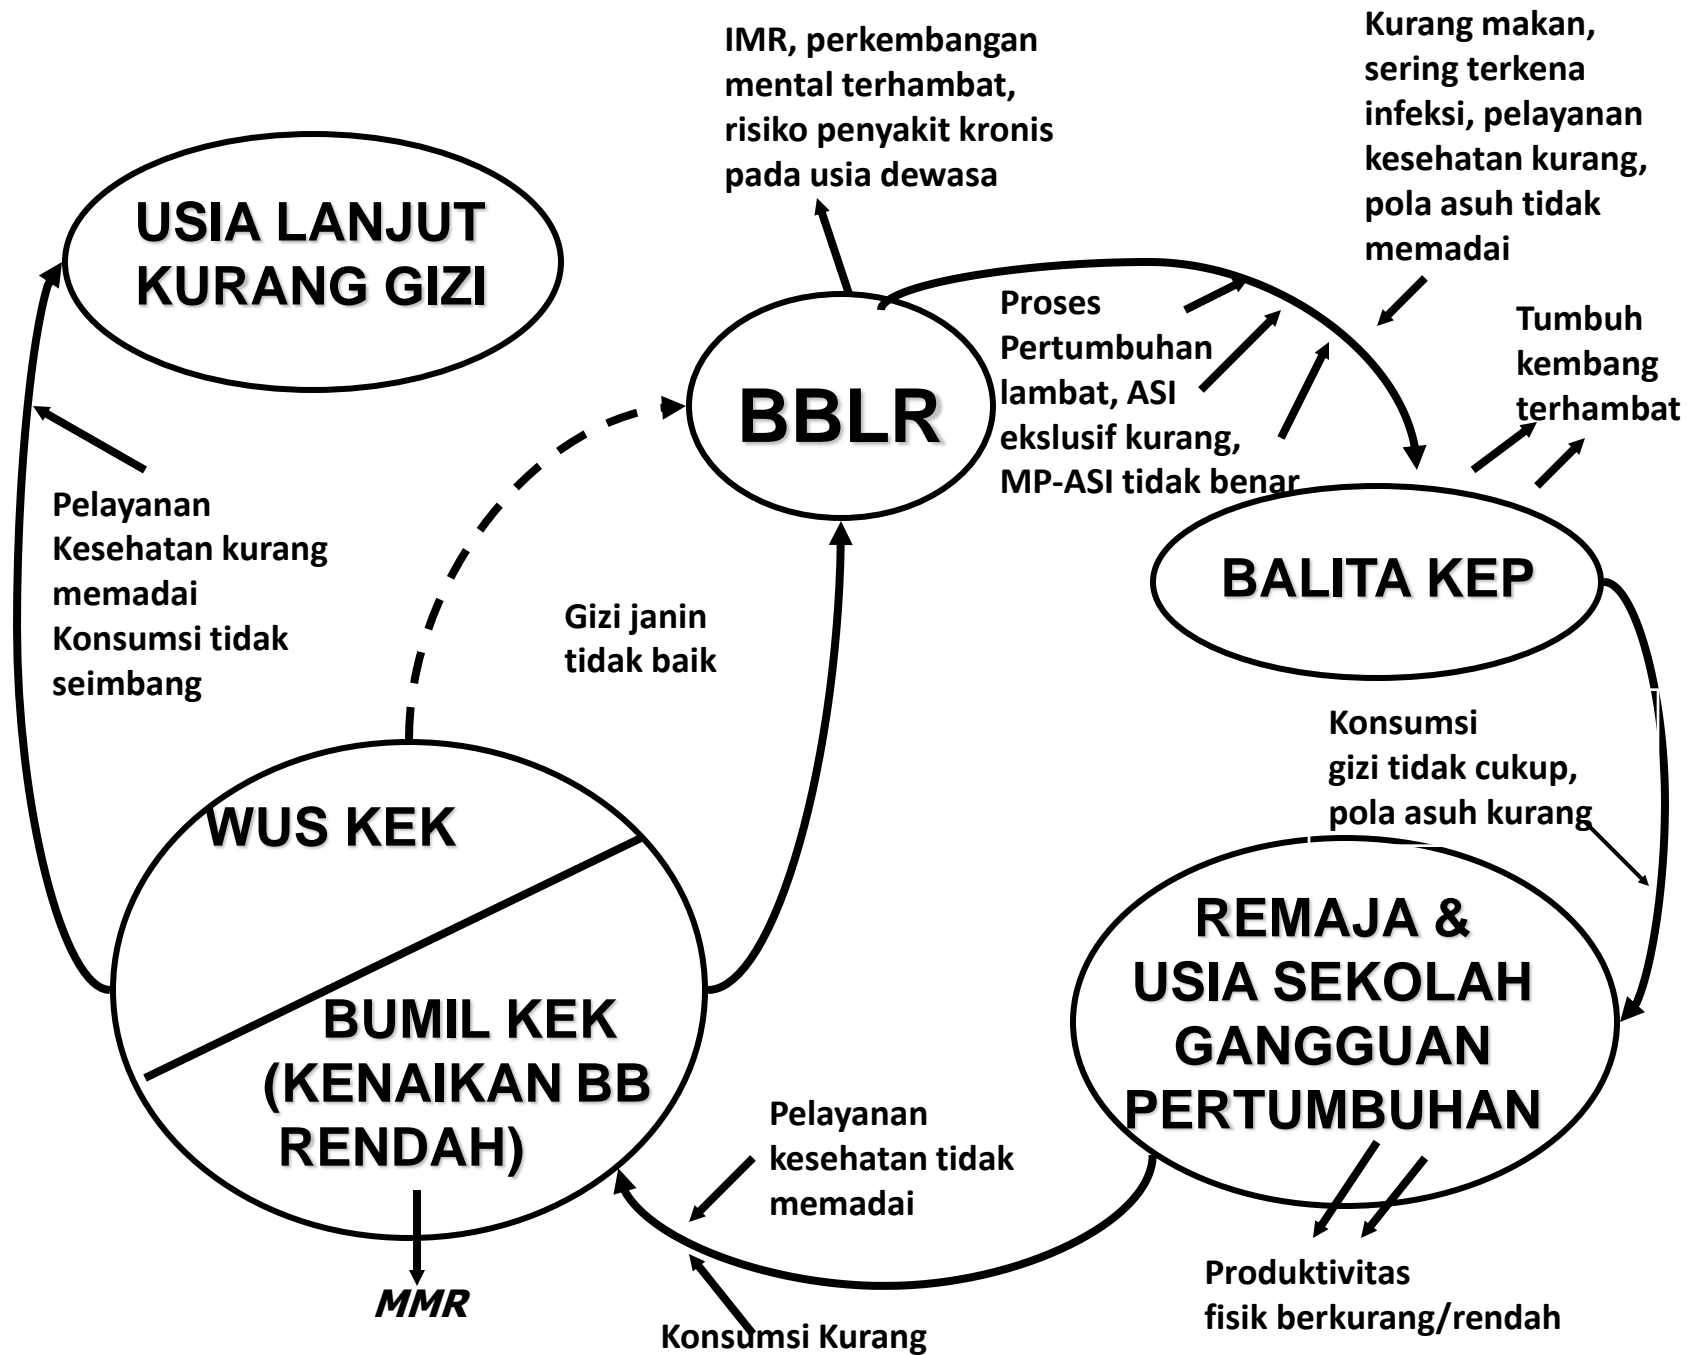 IMR, perkembangan
mental terhambat,
risiko penyakit kronis
pada usia dewasa
Kurang makan,
sering terkena
infeksi, pelayanan
kesehatan kurang,
pola asuh tidak
memadai
USIA LANJUT
KURANG GIZI
BBLR
Proses
Pertumbuhan
lambat, ASI
ekslusif kurang,
MP-ASI tidak benar
Tumbuh
kembang
terhambat
Pelayanan
Kesehatan kurang
memadai
Konsumsi tidak
seimbang
Gizi janin
tidak baik
BALITA KEP
Konsumsi
gizi tidak cukup,
pola asuh kurang
WUS KEK
BUMIL KEK
(KENAIKAN BB
RENDAH)
REMAJA &
USIA SEKOLAH
GANGGUAN
PERTUMBUHAN
Pelayanan
kesehatan tidak
memadai
MMR
Konsumsi Kurang
Produktivitas
fisik berkurang/rendah